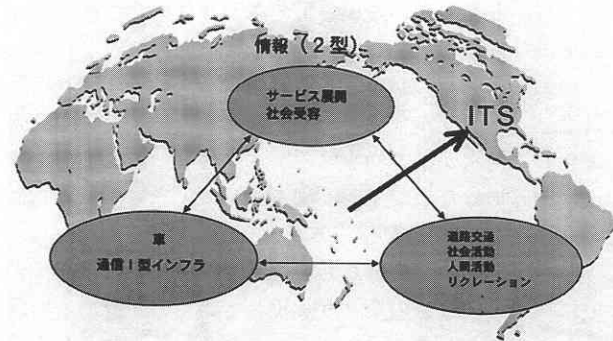 情報（2型）
サービス展開
社会受容
ITS
車
通信I型インフラ
道路交通
社会活動
人間活動
リクレーション